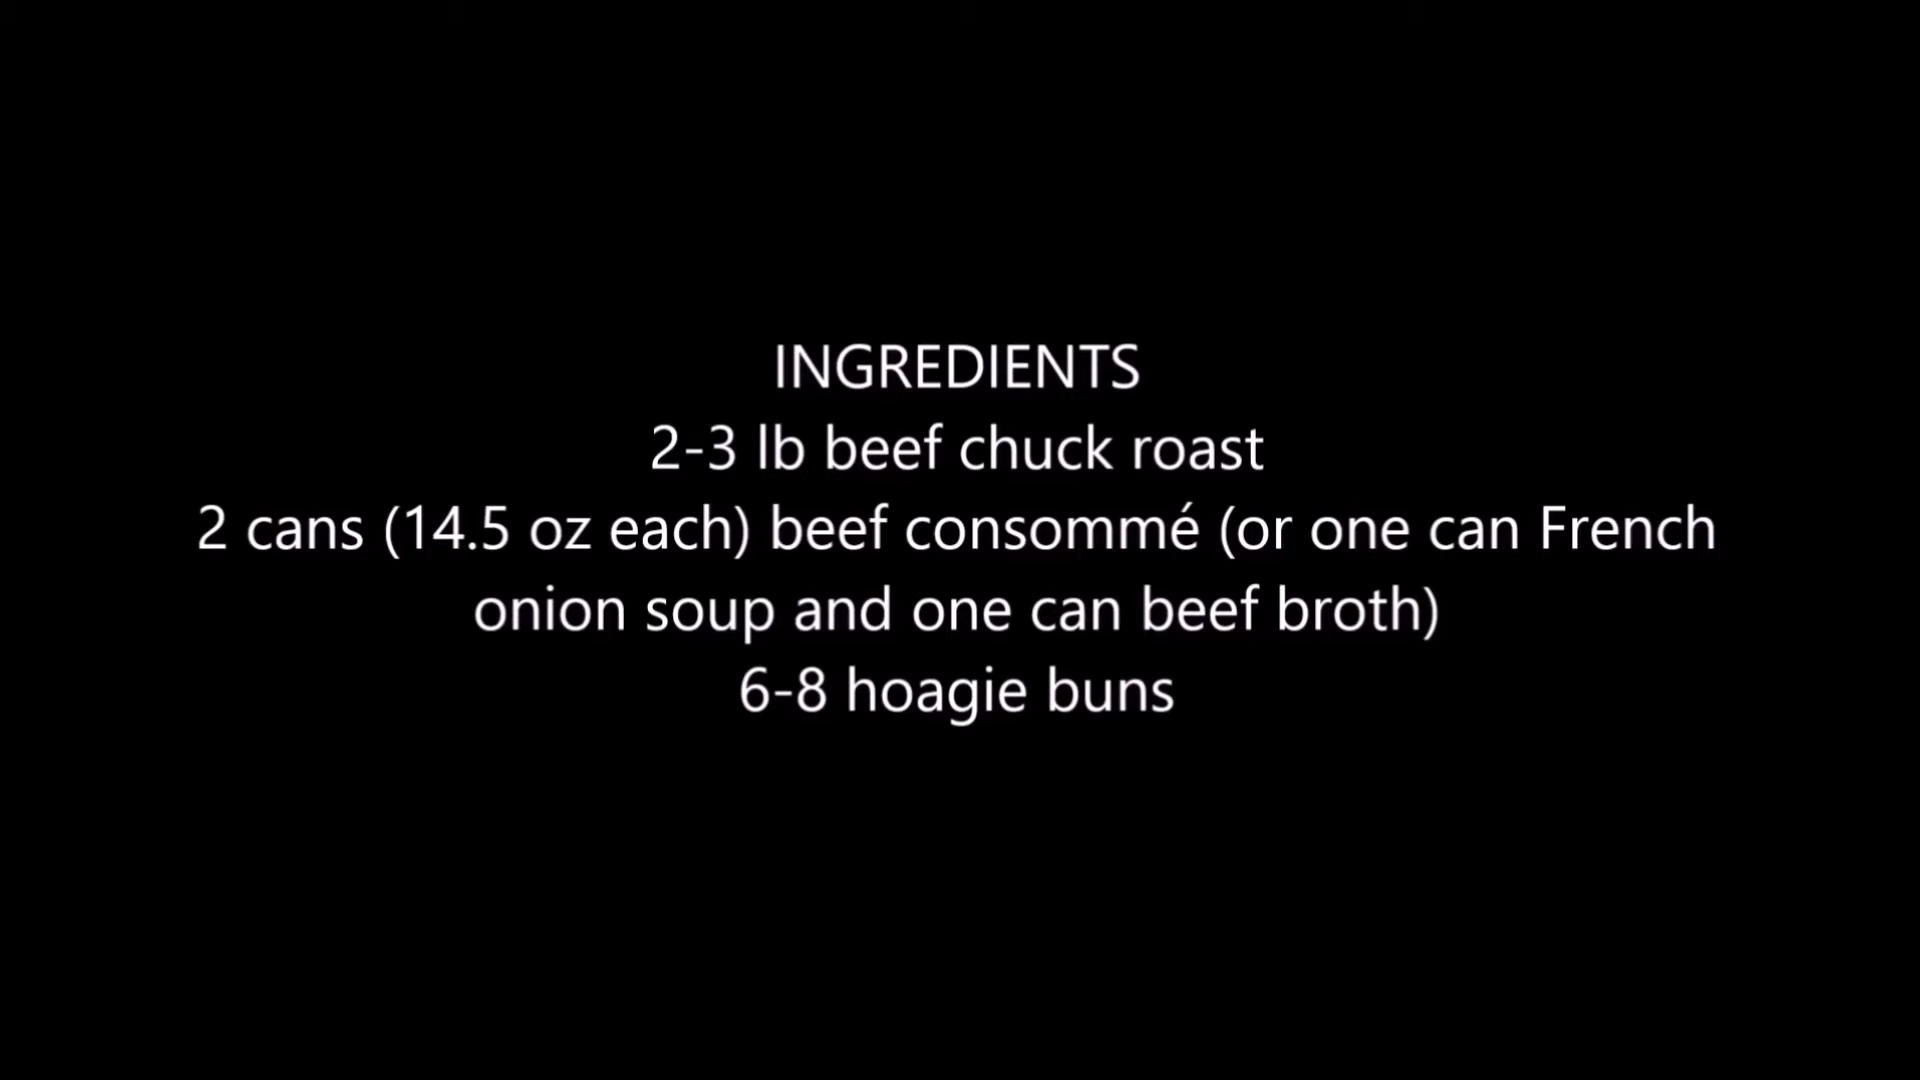 INGREDIENTS
2-3 lb beef chuck roast
2 cans (14.5 oz each) beef consommé (or one can French
onion soup and one can beef broth)
6-8 hoagie buns